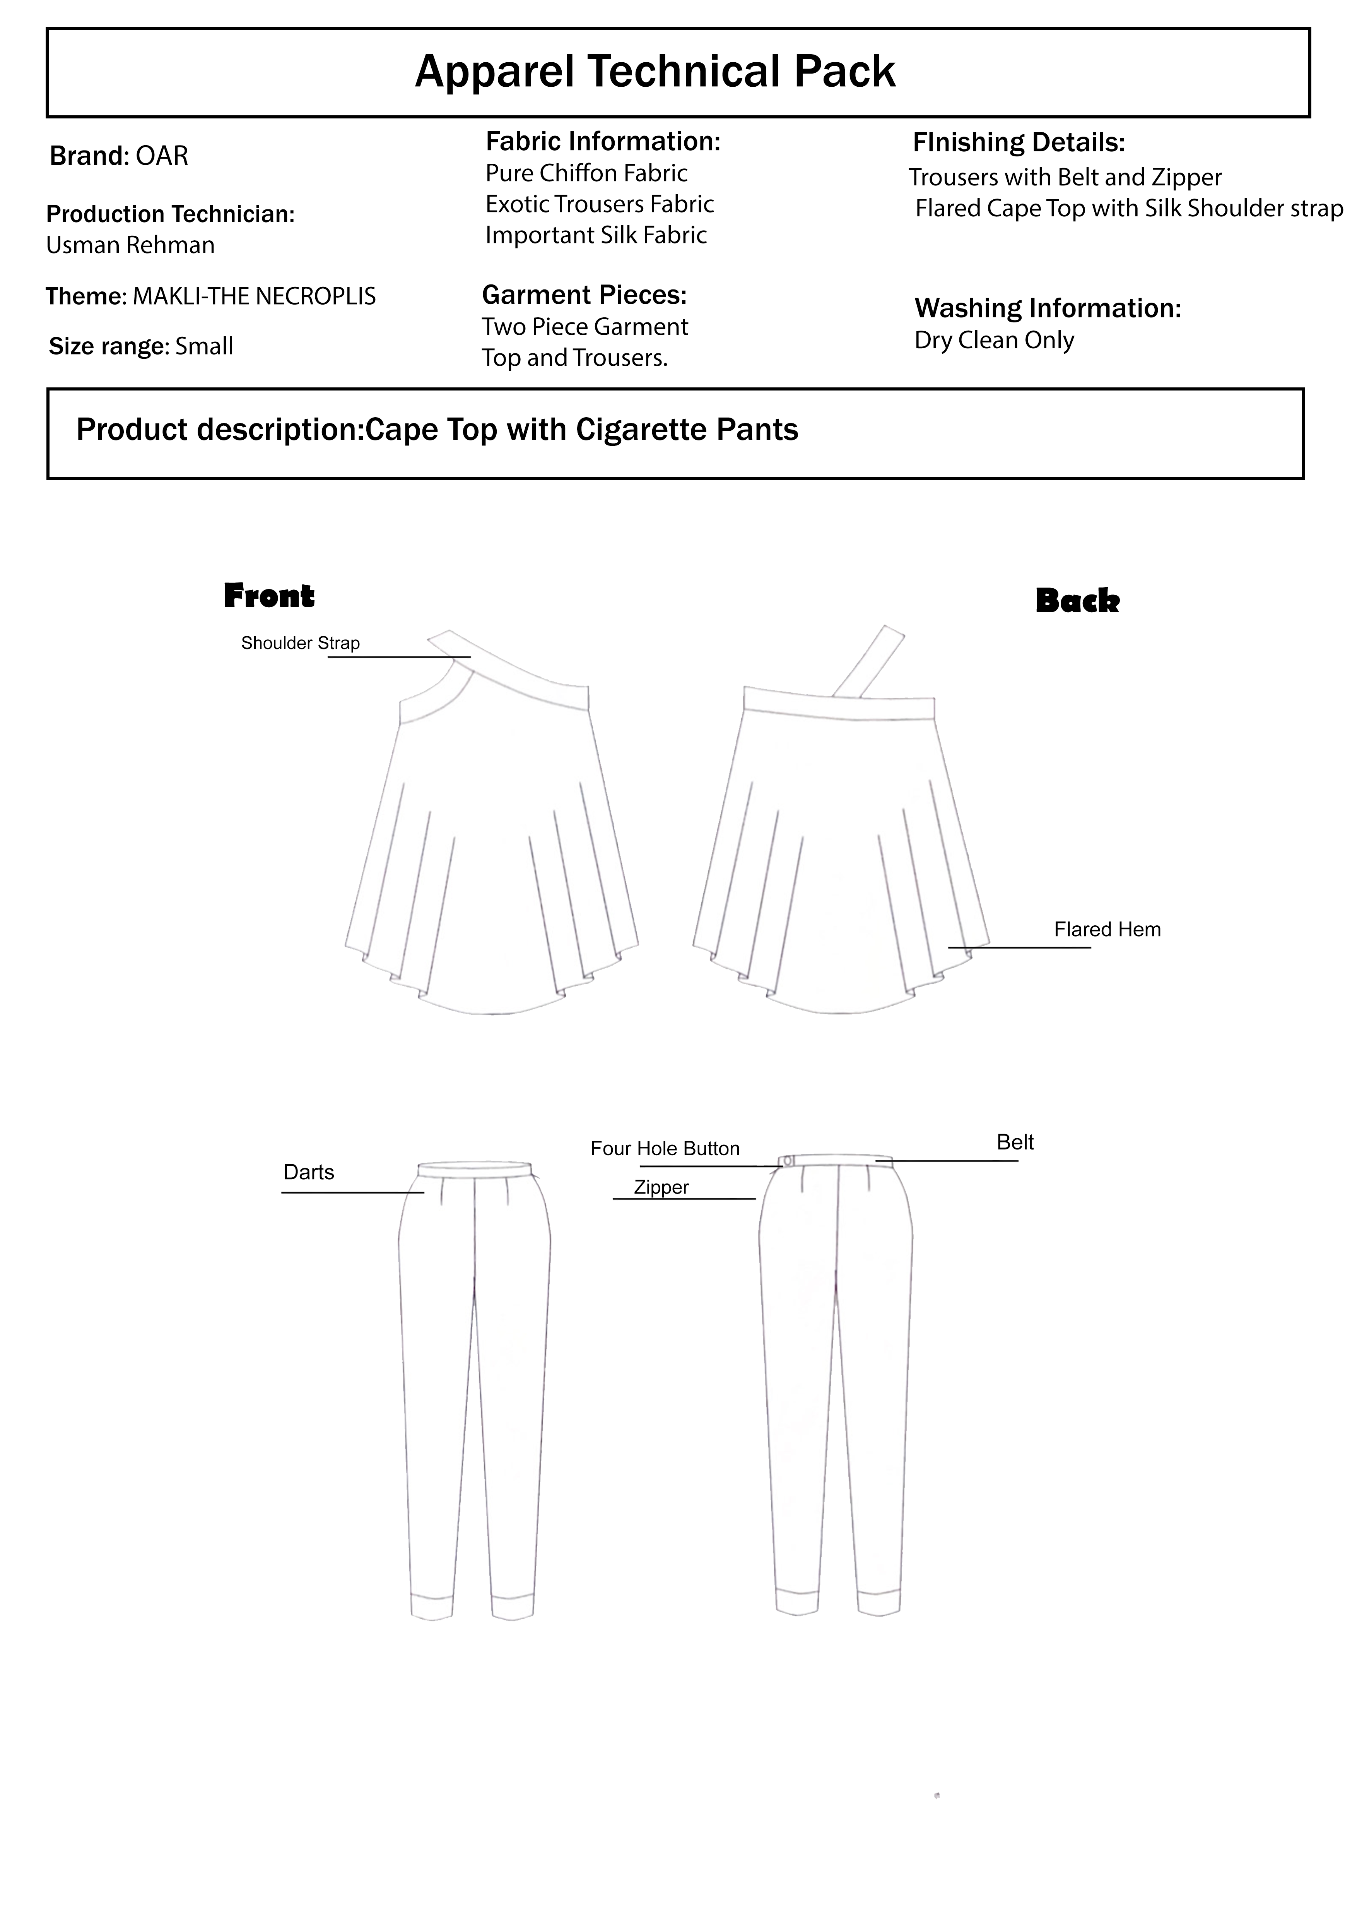 Apparel Technical Pack
Brand: OAR
Production Technician:
Usman Rehman
Theme: MAKLI-THE NECROPLIS
Size range: Small
Fabric Information:
Pure Chiffon Fabric
Exotic Trousers Fabric
Important Silk Fabric
Garment Pieces:
Two Piece Garment
Top and Trousers.
FInishing Details:
Trousers with Belt and Zipper
Flared Cape Top with Silk Shoulder strap
Washing Information:
Dry Clean Only
Product description:Cape Top with Cigarette Pants
Front
Back
Shoulder Strap
Flared Hem
Darts
Four Hole Button
Zipper
Belt